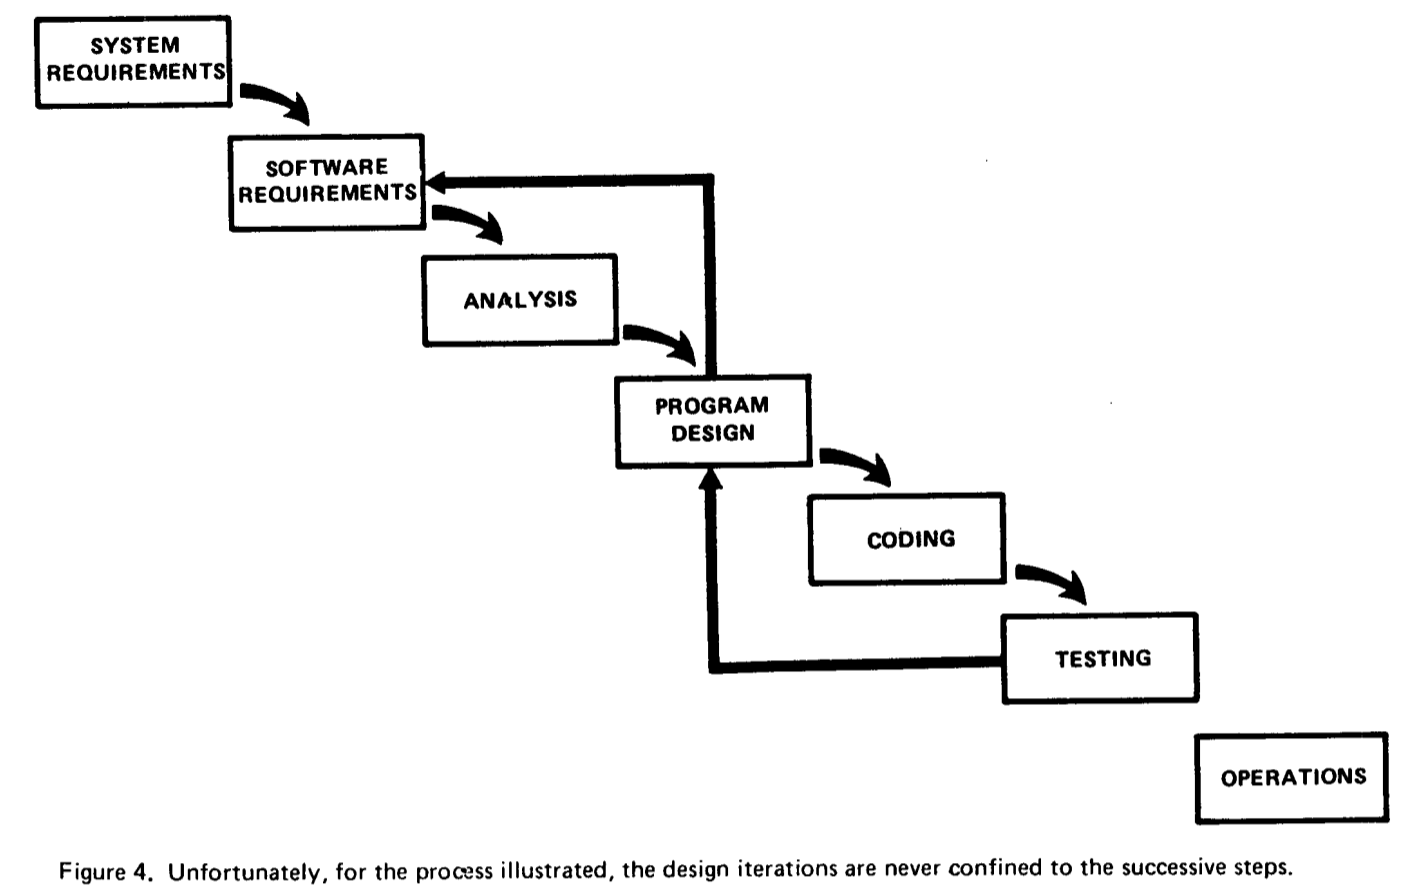 SYSTEM
REQUIREMENTS
SOFTWARE
REQUIREMENTS
ANALYSIS
PROGRAM
DESIGN
CODING
TESTING
OPERATIONS
Figure 4. Unfortunately, for the process illustrated, the design iterations are never confined to the successive steps.